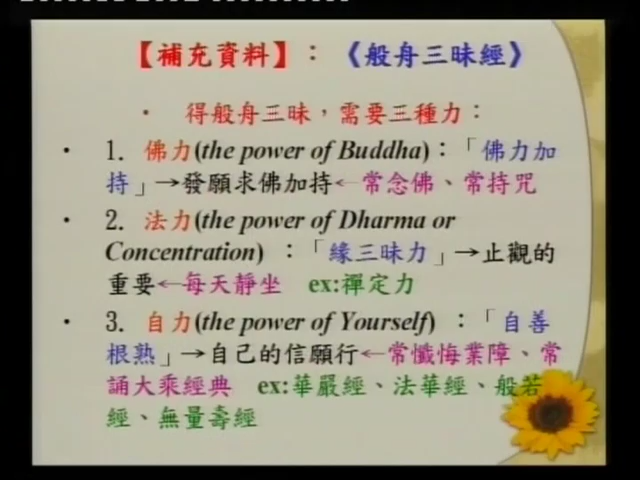 【補充資料】：《般舟三昧經》
• 得般舟三昧，需要三種力：
• 1. 佛力(the power of Buddha)：「佛力加
持」→發願求佛加持←常念佛、常持咒
• 2. 法力(the power of Dharma or
Concentration) ：「緣三昧力」→止觀的
重要←每天靜坐 ex:禪定力
• 3. 自力(the power of Yourself) ：「自善
根熟」→自己的信願行←常懺悔業障、常
誦大乘經典 ex:華嚴經、法華經、般若
經、無量壽經